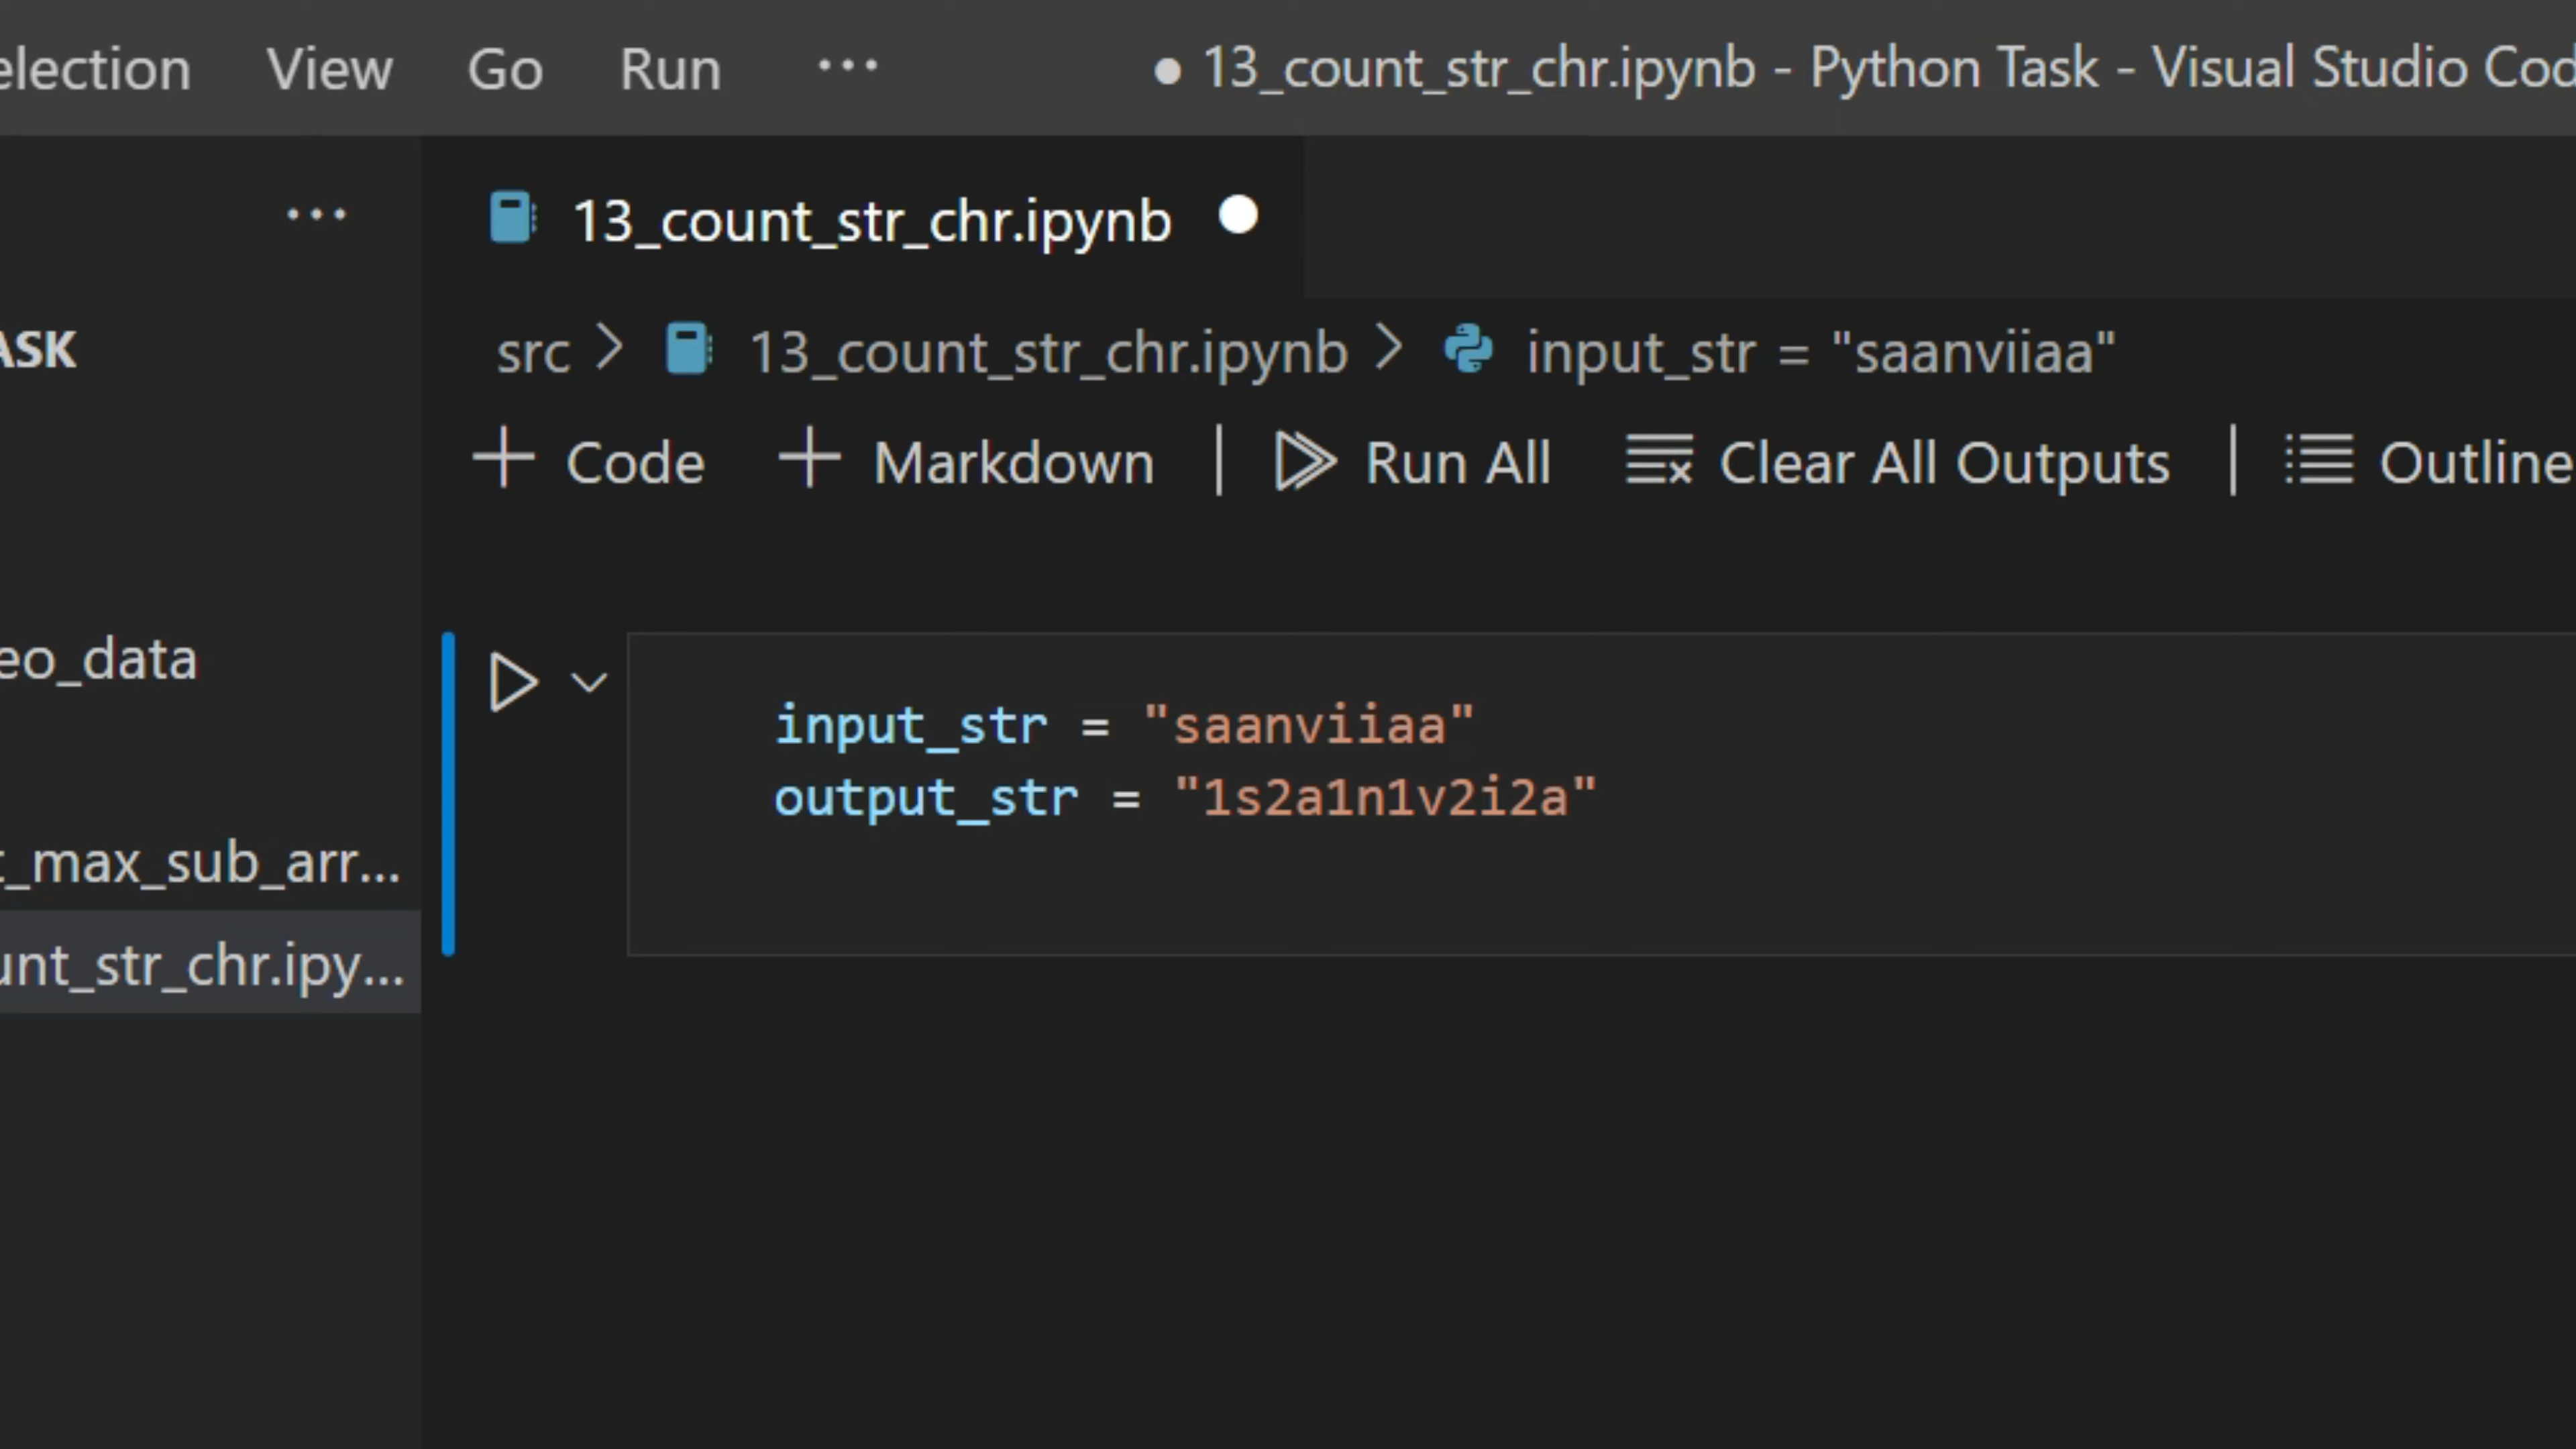 election View Go Run ... ● 13_count_str_chr.ipynb - Python Task - Visual Studio Cod
... 13_count_str_chr.ipynb ●
ASK src > 13_count_str_chr.ipynb > input_str = "saanviiaa"
+ Code + Markdown | Run All Clear All Outputs | Outline
eo_data
input_str = "saanviiaa"
output_str = "1s2a1n1v2i2a"
t_max_sub_arr...
unt_str_chr.ipy...